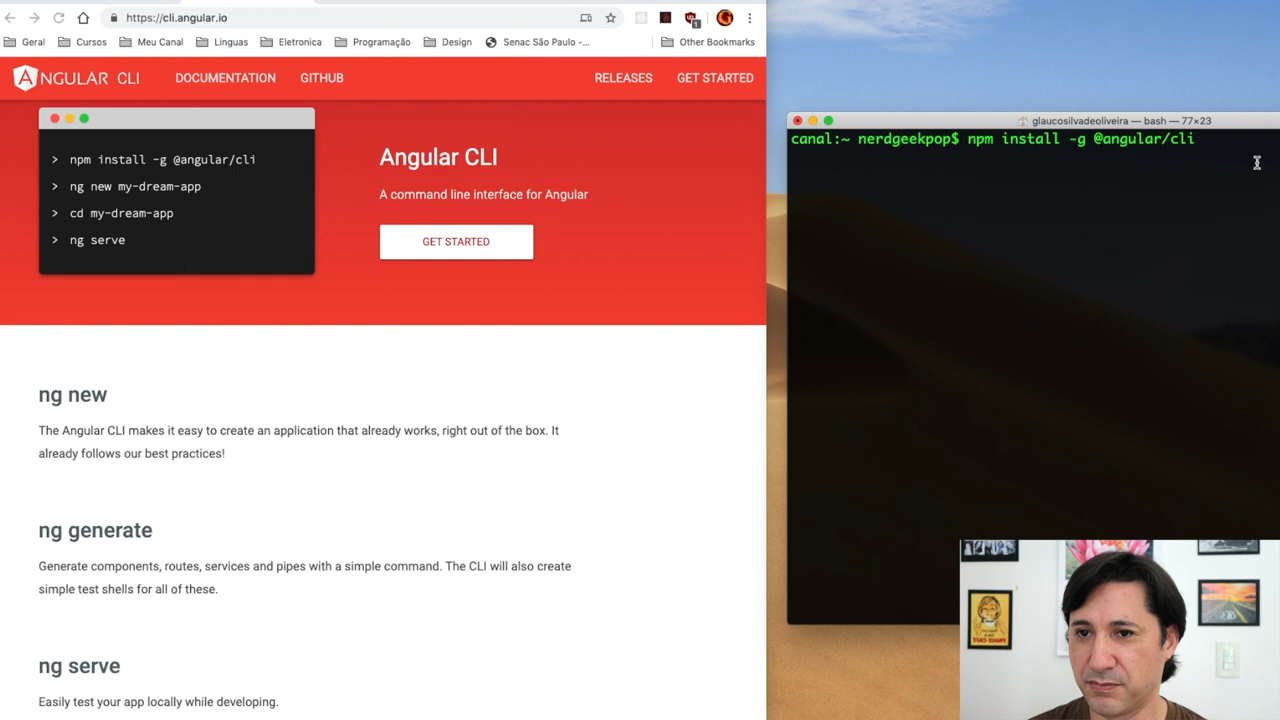 https://cli.angular.io
1
Geral Cursos Meu Canal Linguas Eletronica Programação Design Senac São Paulo -... Other Bookmarks
ANGULAR CLI DOCUMENTATION GITHUB RELEASES GET STARTED
> npm install -g @angular/cli
> ng new my-dream-app
> cd my-dream-app
> ng serve
Angular CLI
A command line interface for Angular
GET STARTED
ng new
The Angular CLI makes it easy to create an application that already works, right out of the box. It
already follows our best practices!
ng generate
Generate components, routes, services and pipes with a simple command. The CLI will also create
simple test shells for all of these.
ng serve
Easily test your app locally while developing.
glaucosilvadeoliveira — bash — 77×23
canal:~ nerdgeekpop$ npm install -g @angular/cli